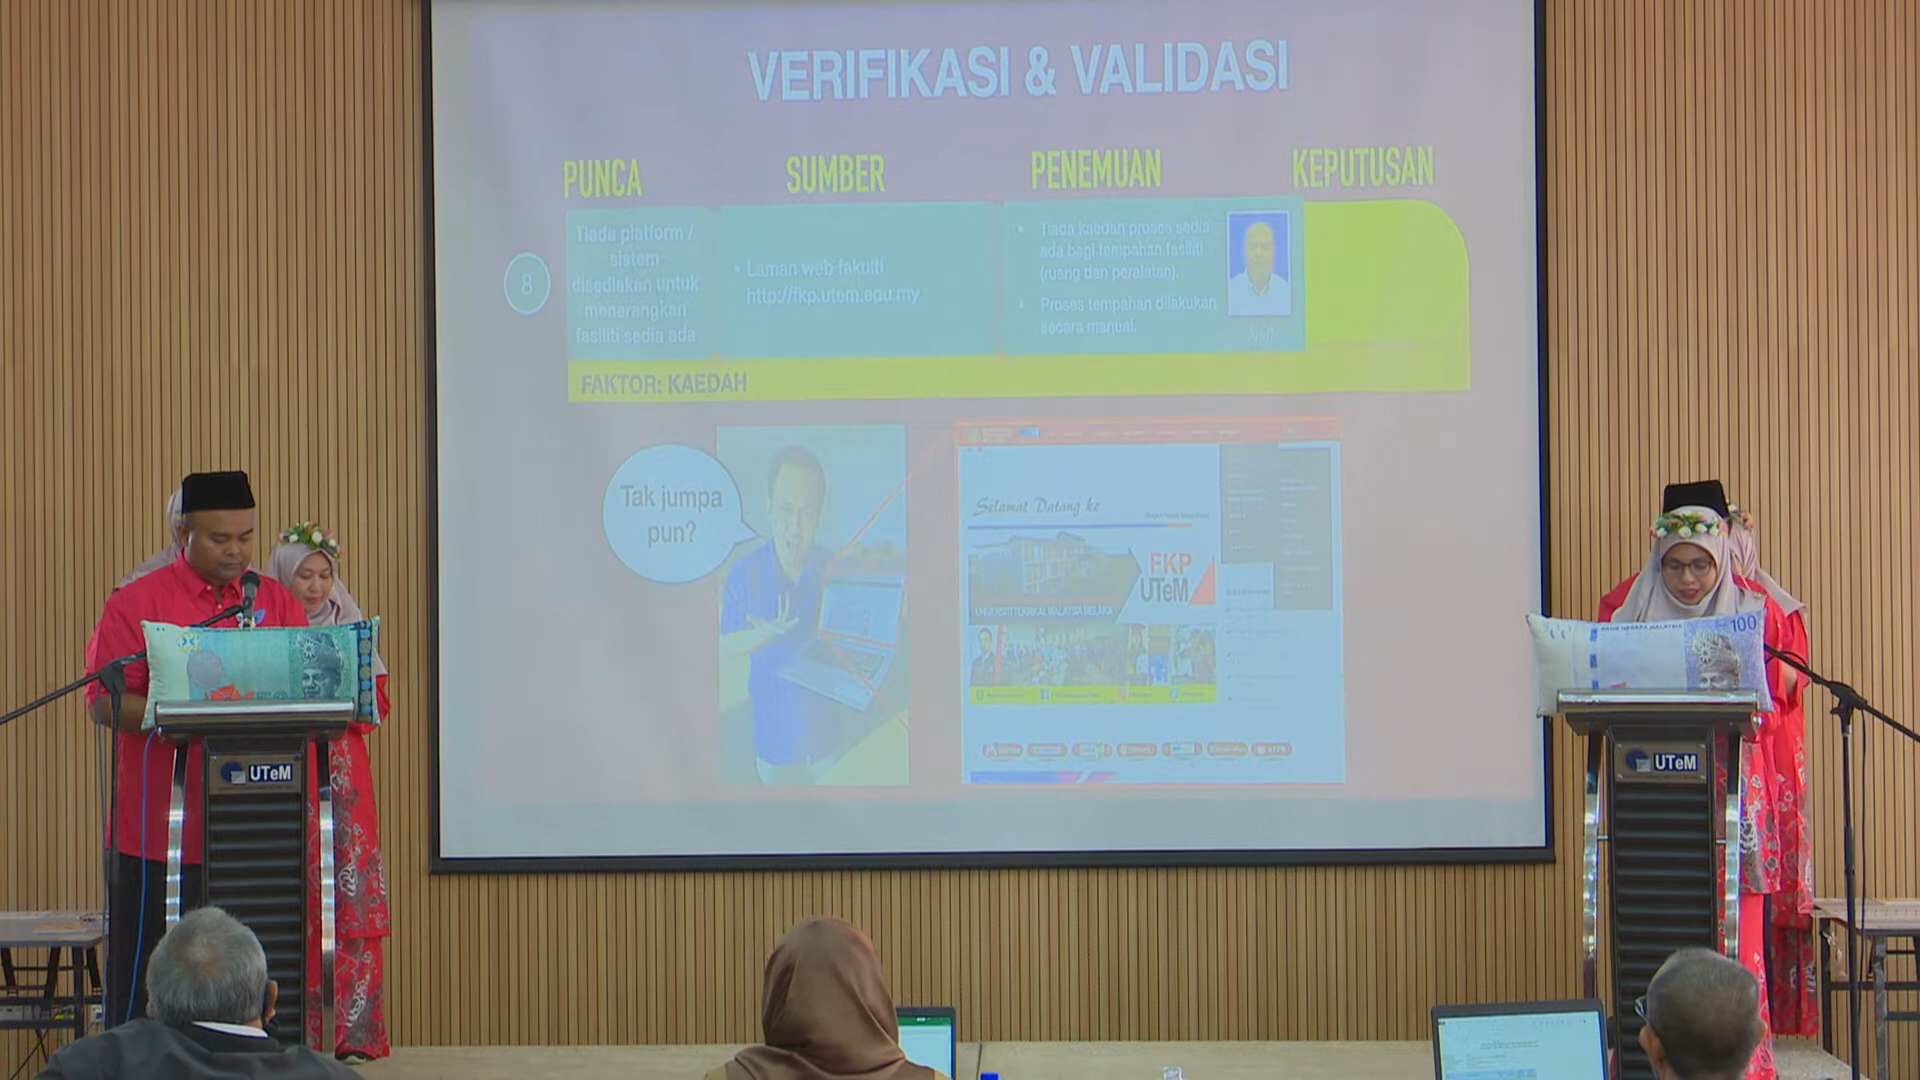 VERIFIKASI & VALIDASI
PUNCA
SUMBER
PENEMUAN
KEPUTUSAN
8
Tiada platform /
sistem
disediakan untuk
menerangkan
fasiliti sedia ada
• Laman web fakulti
http://fkp.utem.edu.my
• Tiada kaedah proses sedia
ada bagi tempahan fasiliti
(ruang dan peralatan).
• Proses tempahan dilakukan
secara manual.
FAKTOR: KAEDAH
Tak jumpa
pun?
Selamat Datang ke
FKP
UTeM
UNIVERSITI TEKNIKAL MALAYSIA MELAKA
BANK NEGARA MALAYSIA
100
UTeM
UTeM